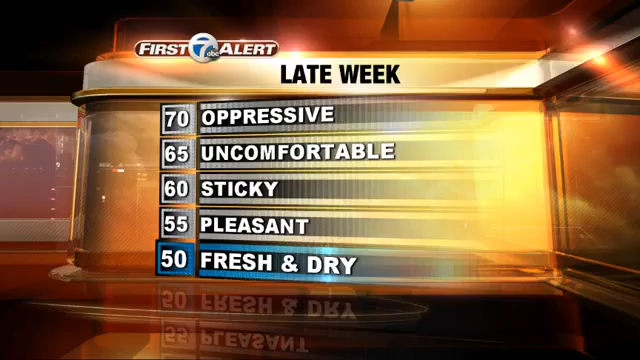 FIRST 7 abc ALERT
LATE WEEK
70 OPPRESSIVE
65 UNCOMFORTABLE
60 STICKY
55 PLEASANT
50 FRESH & DRY
50 FRESH & DRY
55 PLEASANT